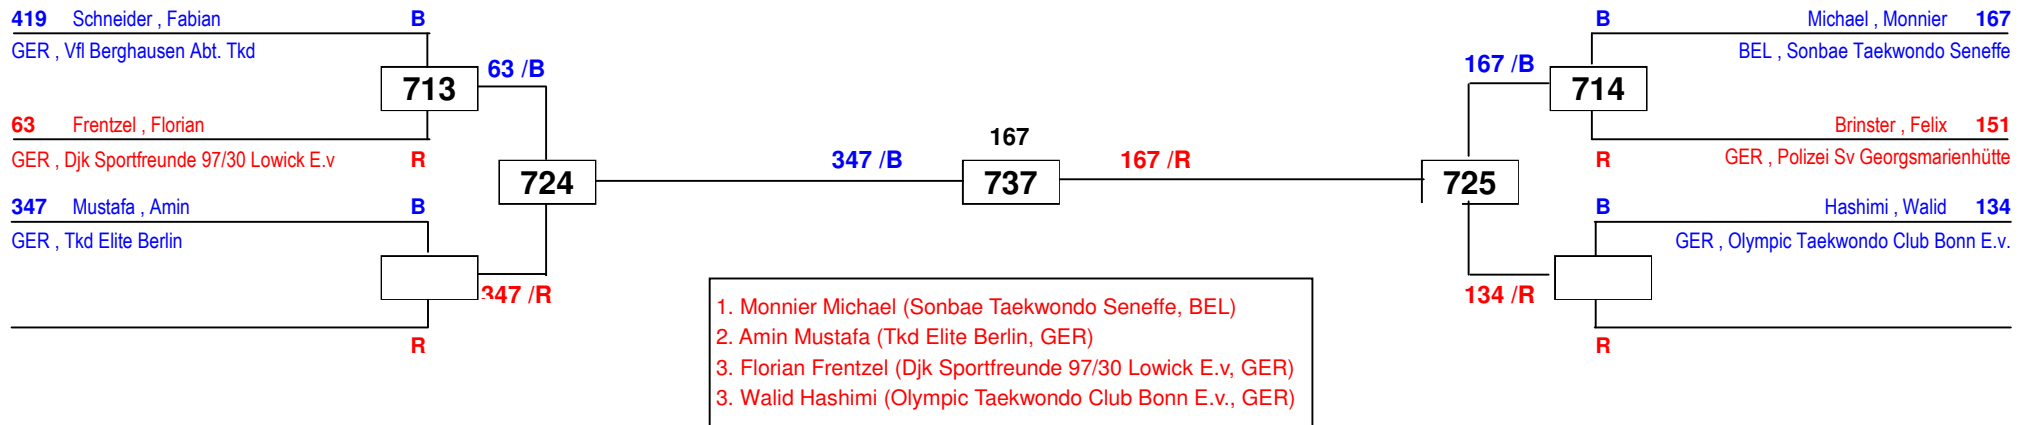 419 Schneider , Fabian B
GER , Vfl Berghausen Abt. Tkd
713
63 /B
63 Frentzel , Florian
GER , Djk Sportfreunde 97/30 Lowick E.v R
724
347 Mustafa , Amin B
GER , Tkd Elite Berlin
347 /R
R
347 /B
167
737
167 /R
B Michael , Monnier 167
BEL , Sonbae Taekwondo Seneffe
167 /B
714
Brinster , Felix 151
R GER , Polizei Sv Georgsmarienhütte
725
B Hashimi , Walid 134
GER , Olympic Taekwondo Club Bonn E.v.
134 /R
R
1. Monnier Michael (Sonbae Taekwondo Seneffe, BEL)
2. Amin Mustafa (Tkd Elite Berlin, GER)
3. Florian Frentzel (Djk Sportfreunde 97/30 Lowick E.v, GER)
3. Walid Hashimi (Olympic Taekwondo Club Bonn E.v., GER)